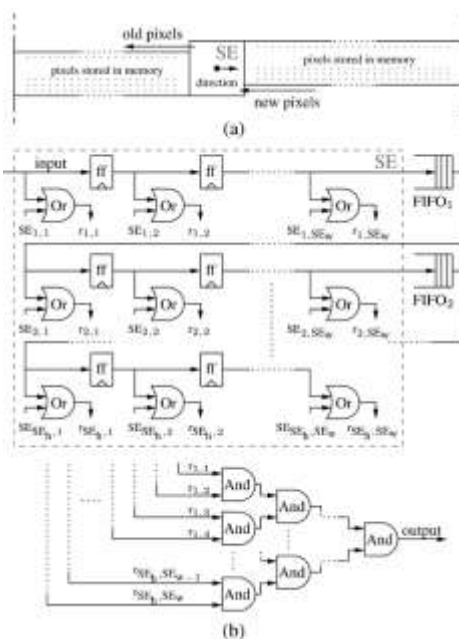 old pixels
SE
pixels stored in memory
pixels stored in memory
direction
new pixels
(a)
input
SE
ff
ff
FIFO1
Or
Or
Or
SE1,1
r1,1
SE1,2
r1,2
SE1,SEw
r1,SEw
ff
ff
FIFO2
Or
Or
Or
SE2,1
r2,1
SE2,2
r2,2
SE2,SEw
r2,SEw
ff
ff
Or
Or
Or
SESEh,1
rSEh,1
SESEh,2
rSEh,2
SESEh,SEw
rSEh,SEw
r1,1
And
r1,2
And
r1,3
And
And
output
r1,4
And
rSEh,SEw-1
And
rSEh,SEw
(b)